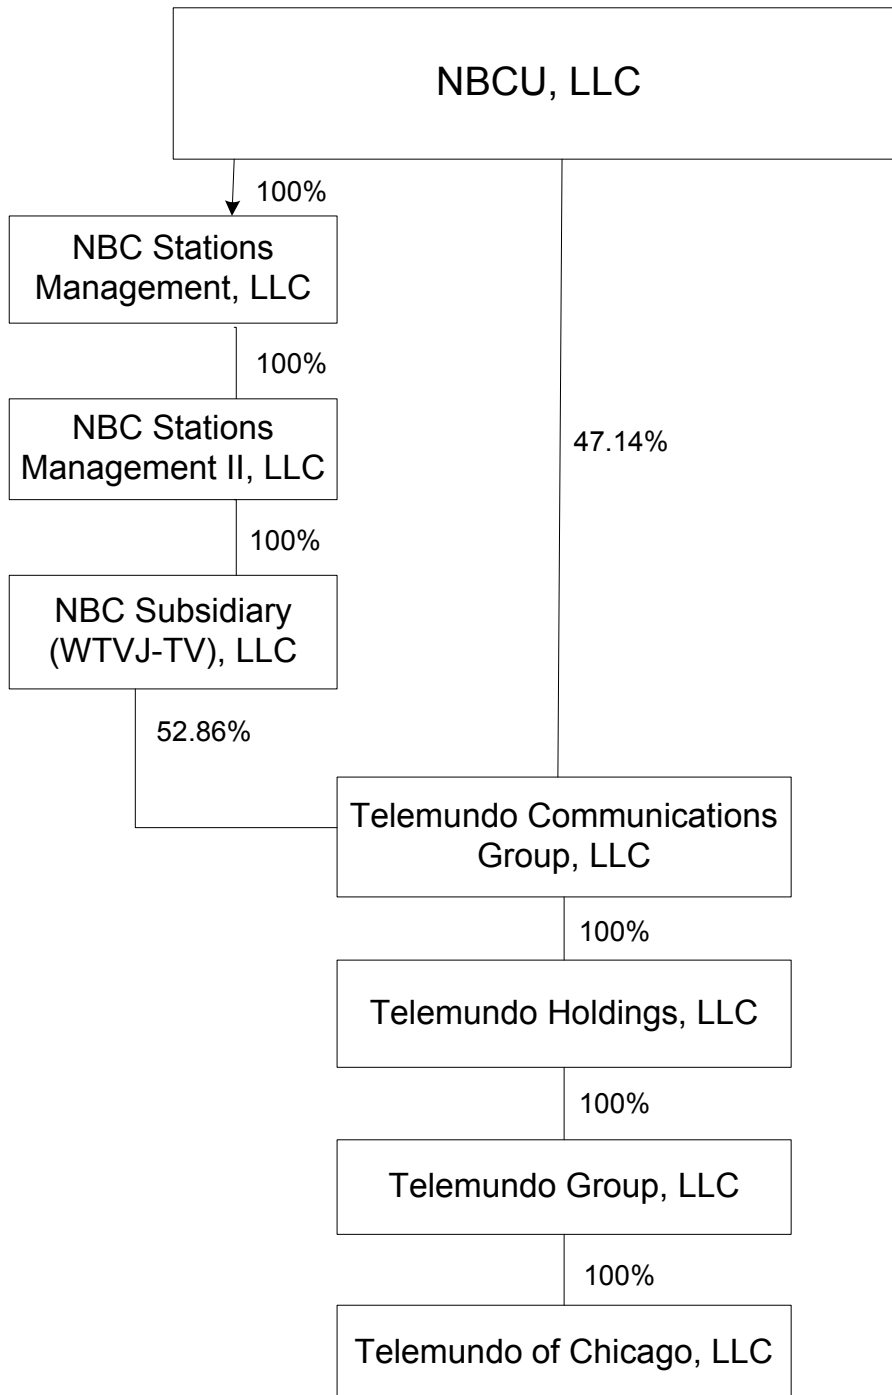 NBCU, LLC
100%
NBC Stations
Management, LLC
100%
NBC Stations
Management II, LLC
47.14%
100%
NBC Subsidiary
(WTVJ-TV), LLC
52.86%
Telemundo Communications
Group, LLC
100%
Telemundo Holdings, LLC
100%
Telemundo Group, LLC
100%
Telemundo of Chicago, LLC